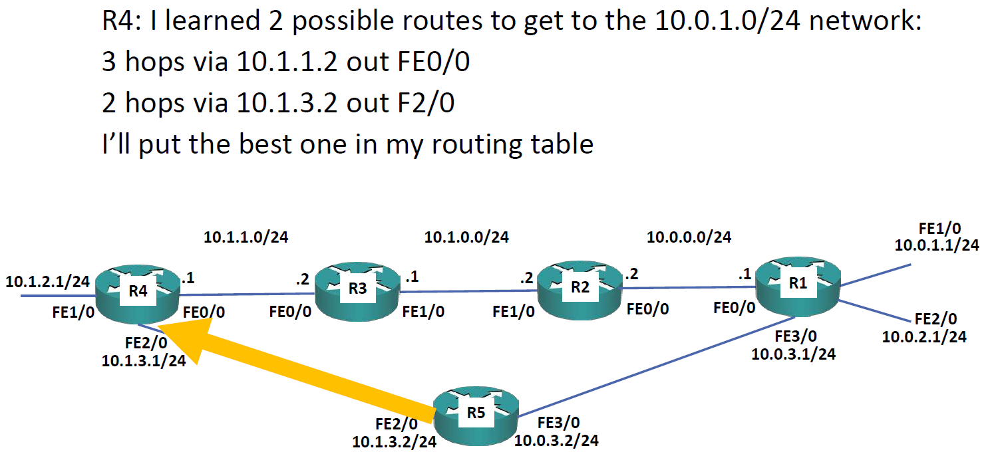 R4: I learned 2 possible routes to get to the 10.0.1.0/24 network:
3 hops via 10.1.1.2 out FE0/0
2 hops via 10.1.3.2 out F2/0
I’ll put the best one in my routing table
10.1.1.0/24
10.1.0.0/24
10.0.0.0/24
FE1/0
10.0.1.1/24
10.1.2.1/24
R4
.1
.2
R3
.1
.2
R2
.2
.1
R1
FE1/0
FE0/0
FE0/0
FE1/0
FE1/0
FE0/0
FE0/0
FE2/0
10.0.2.1/24
FE2/0
10.1.3.1/24
FE3/0
10.0.3.1/24
R5
FE2/0
10.1.3.2/24
FE3/0
10.0.3.2/24